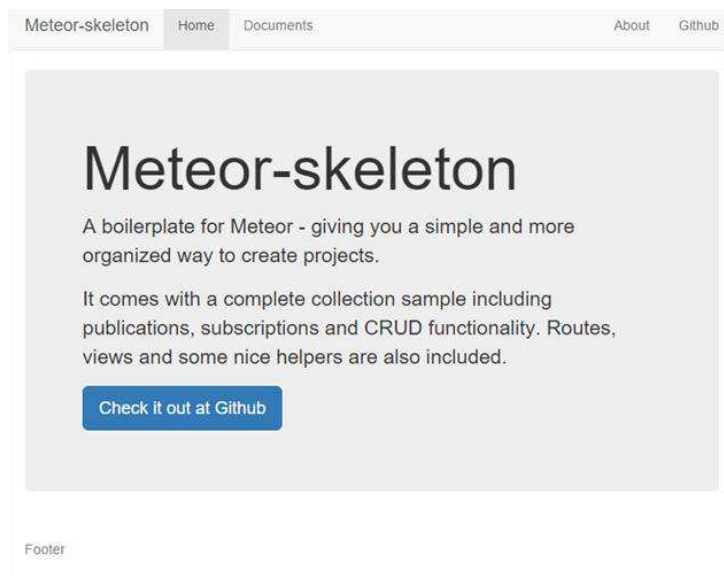 Meteor-skeleton Home Documents About Github
Meteor-skeleton
A boilerplate for Meteor - giving you a simple and more
organized way to create projects.
It comes with a complete collection sample including
publications, subscriptions and CRUD functionality. Routes,
views and some nice helpers are also included.
Check it out at Github
Footer